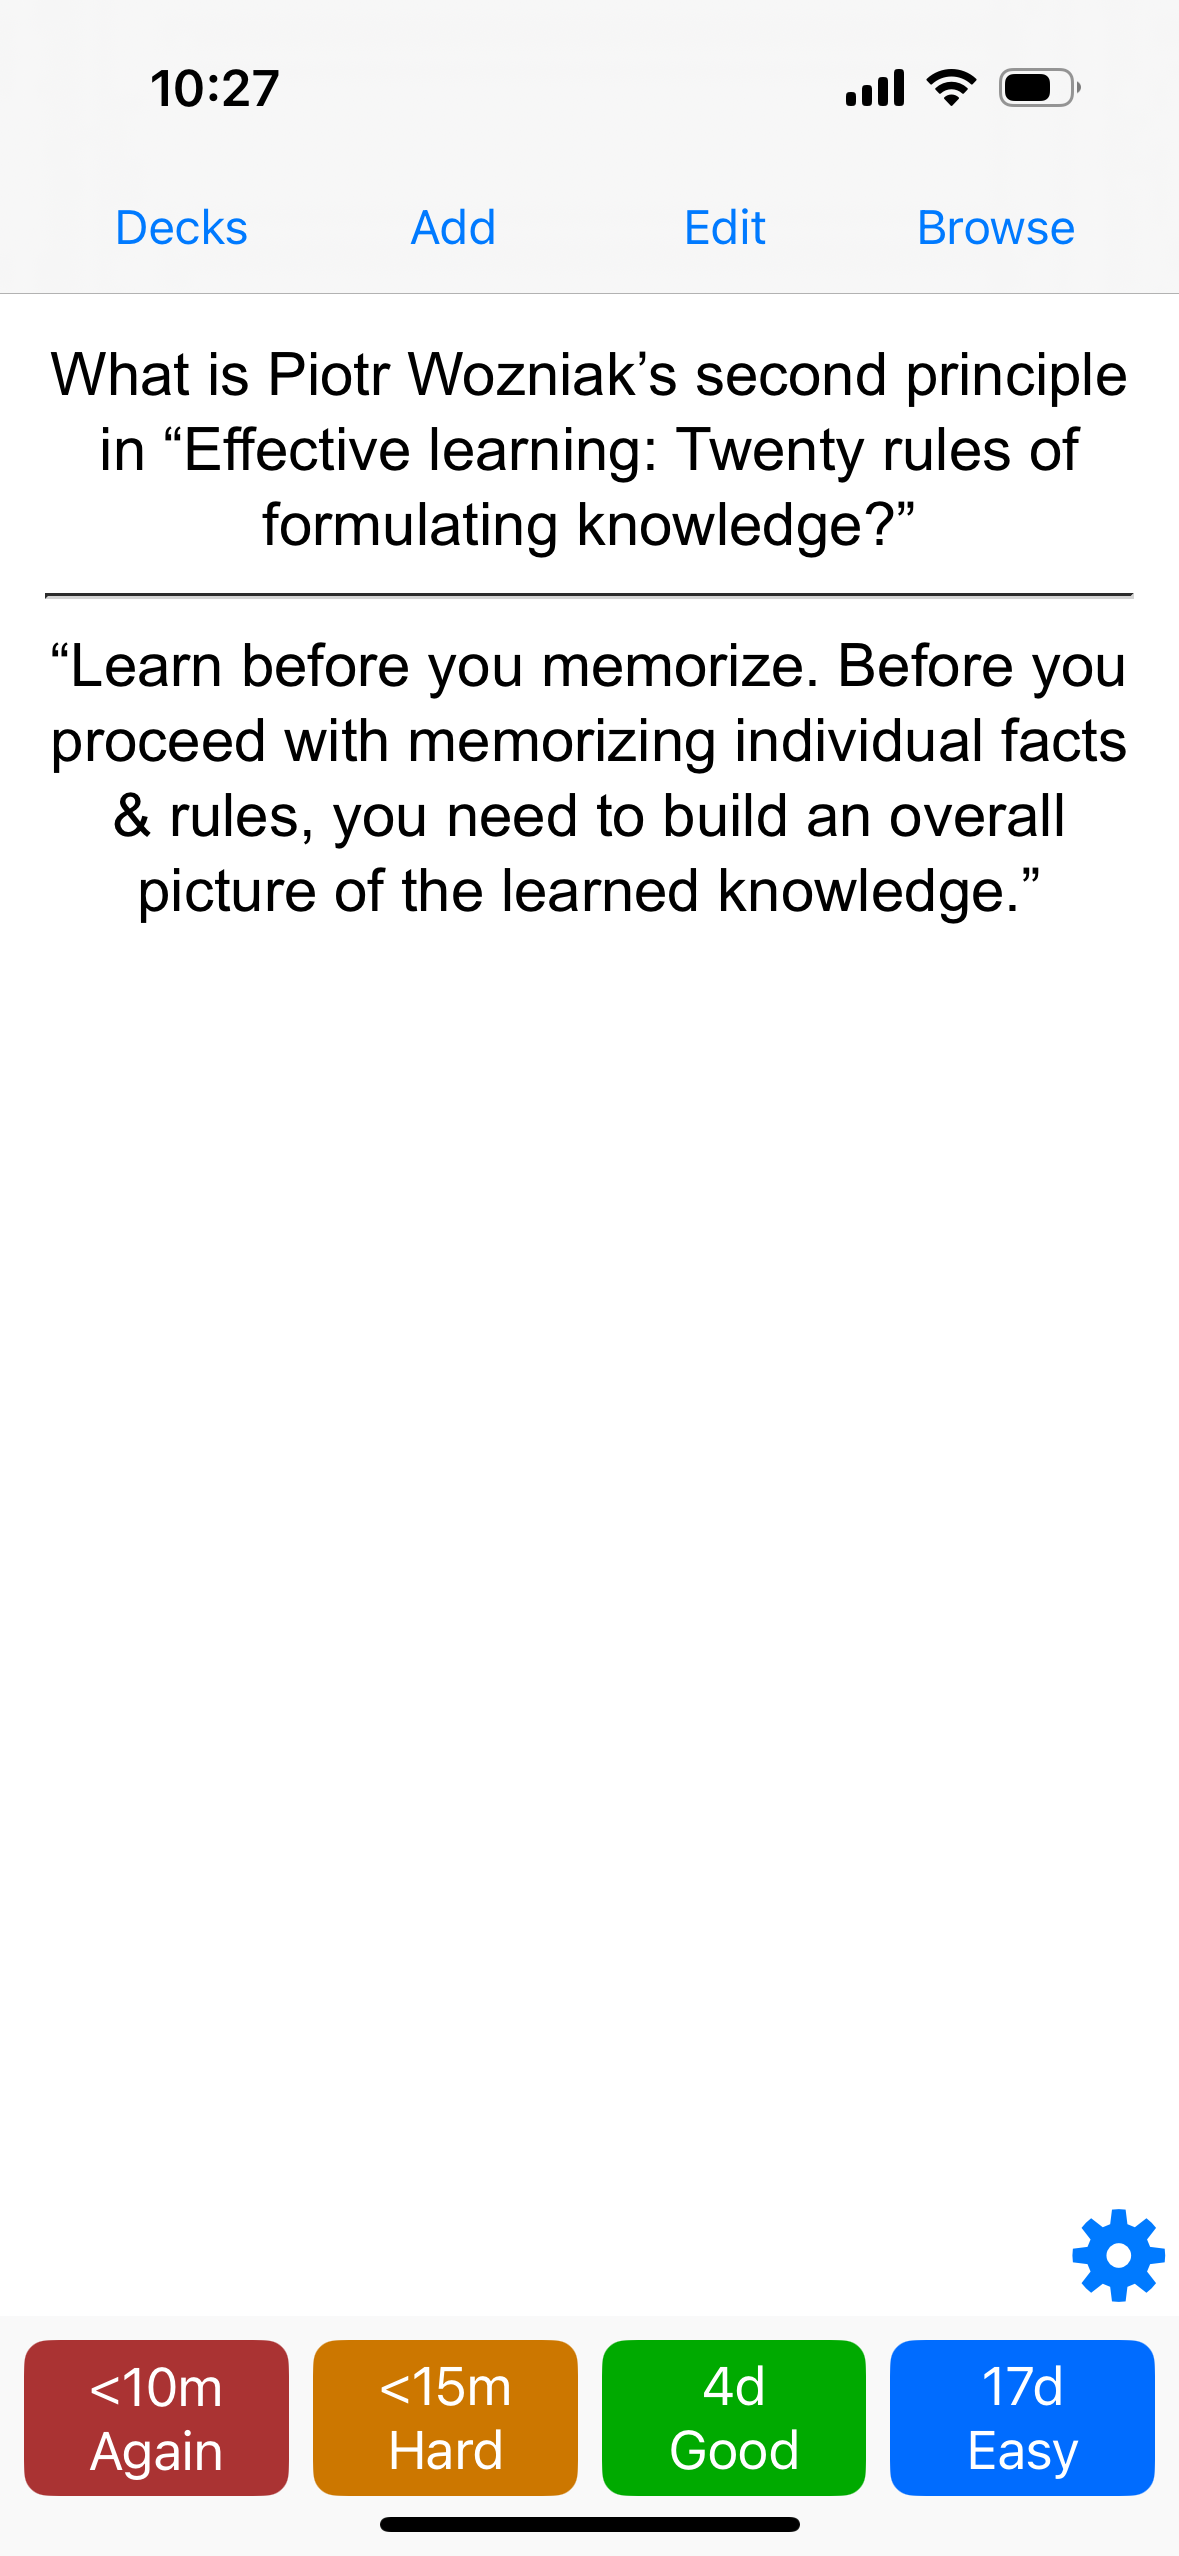 10:27
Decks Add Edit Browse
What is Piotr Wozniak’s second principle
in “Effective learning: Twenty rules of
formulating knowledge?”
“Learn before you memorize. Before you
proceed with memorizing individual facts
& rules, you need to build an overall
picture of the learned knowledge.”
<10m <15m 4d 17d
Again Hard Good Easy